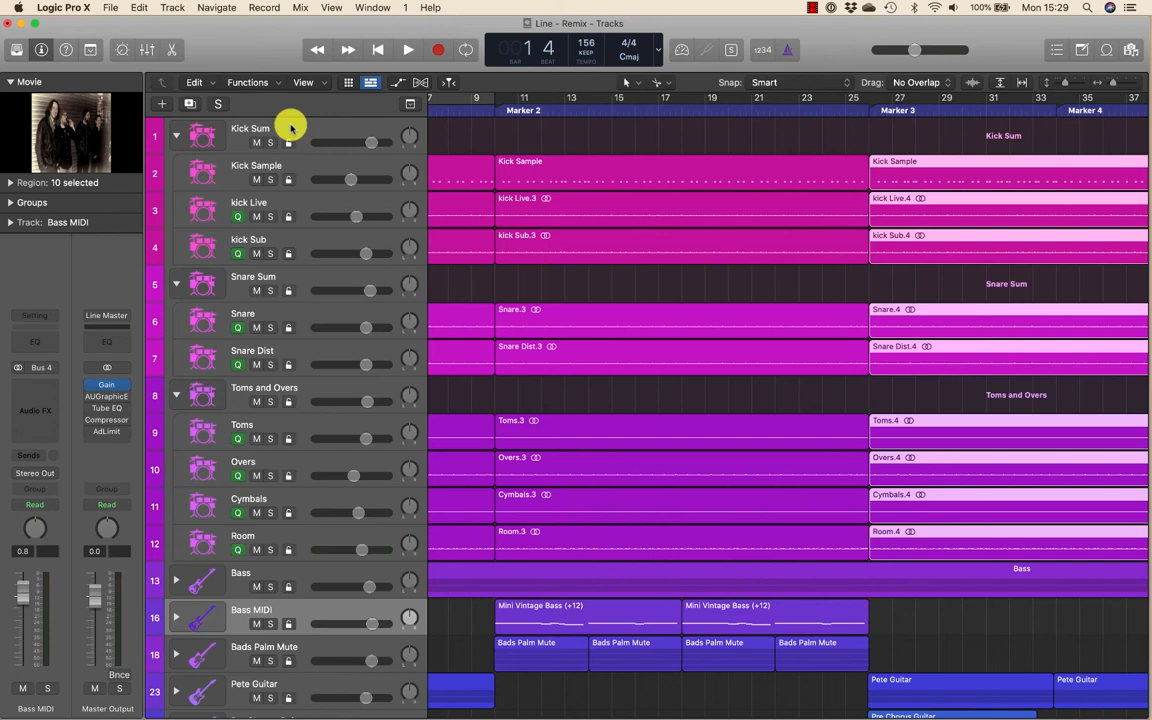 Logic Pro X File Edit Track Navigate Record Mix View Window 1 Help 100% Mon 15:29
Line - Remix - Tracks
1 4 BAR BEAT 156 KEEP TEMPO 4/4 Cmaj 1234
Movie Edit Functions View Snap: Smart Drag: No Overlap
S 7 9 11 13 15 17 19 21 23 25 27 29 31 33 35 37
Marker 2 Marker 3 Marker 4
1 Kick Sum M S Kick Sum
Region: 10 selected
2 Kick Sample M S Kick Sample Kick Sample
Groups
3 kick Live Q M S kick Live.3 kick Live.4
Track: Bass MIDI
4 kick Sub Q M S kick Sub.3 kick Sub.4
5 Snare Sum M S Snare Sum
6 Snare Q M S Snare.3 Snare.4
Setting Line Master
EQ EQ
7 Snare Dist Q M S Snare Dist.3 Snare Dist.4
Bus 4
Gain
8 Toms and Overs M S Toms and Overs
AUGraphicE
Tube EQ
Audio FX
Compressor
AdLimit
9 Toms Q M S Toms.3 Toms.4
Sends
10 Overs Q M S Overs.3 Overs.4
Stereo Out
Group Group
Read Read
11 Cymbals Q M S Cymbals.3 Cymbals.4
12 Room Q M S Room.3 Room.4
0.8 0.0
13 Bass M S Bass
16 Bass MIDI M S Mini Vintage Bass (+12) Mini Vintage Bass (+12)
18 Bads Palm Mute M S Bads Palm Mute Bads Palm Mute Bads Palm Mute Bads Palm Mute
Bnce
M S M S
23 Pete Guitar M S Pete Guitar Pete Guitar
Bass MIDI Master Output
Pre Chorus Guitar